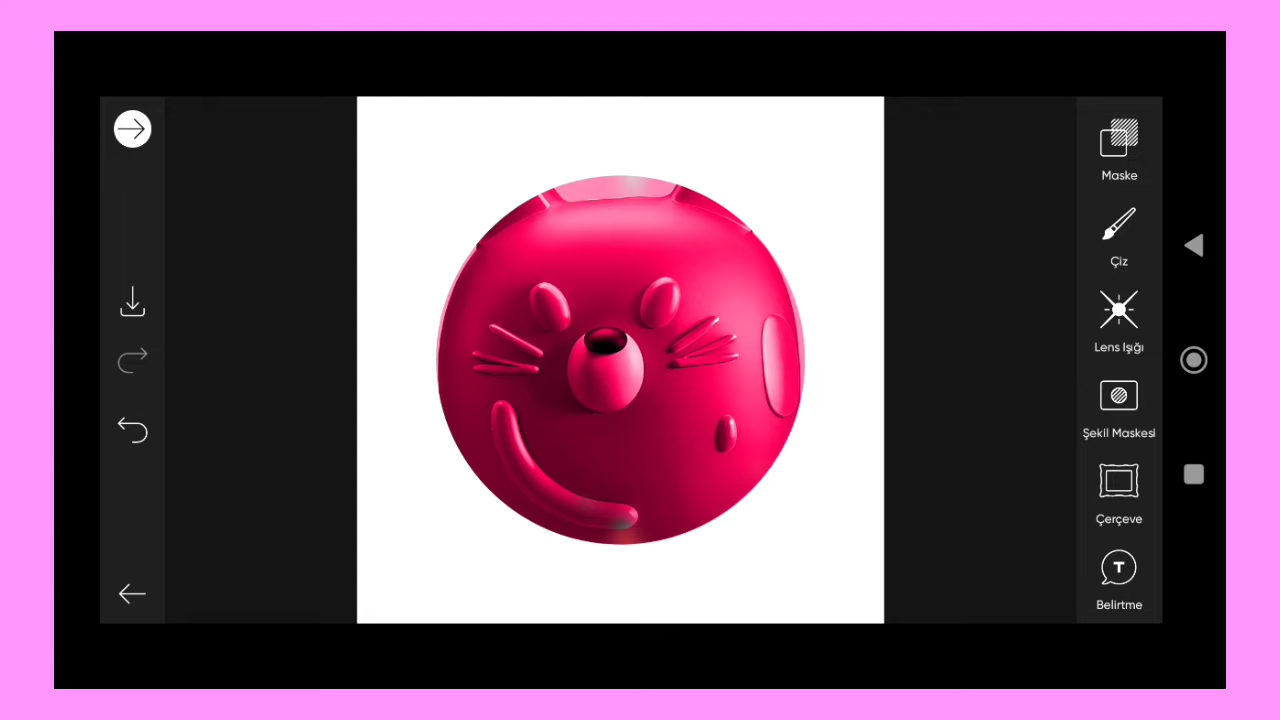 Maske
Çiz
Lens Işığı
Şekil Maskesi
Çerçeve
T
Belirtme